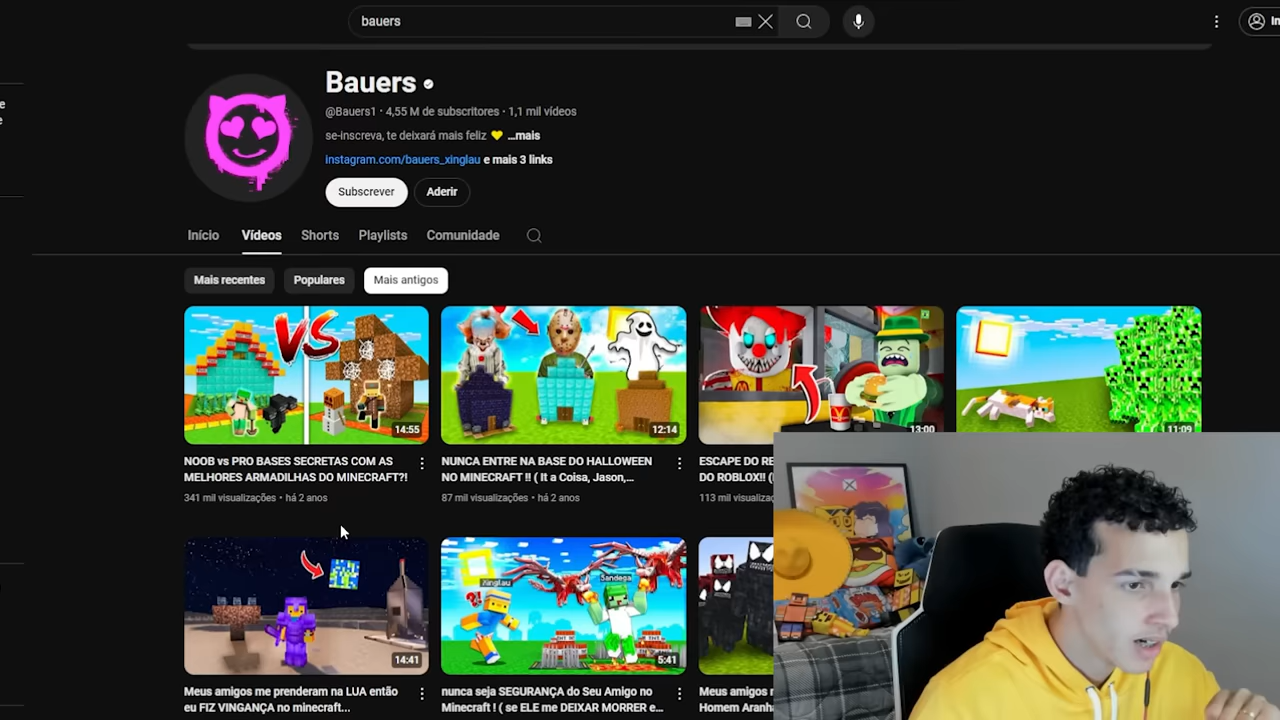 bauers
In
Bauers
@Bauers1 • 4,55 M de subscritores • 1,1 mil vídeos
se-inscreva, te deixará mais feliz 💛 ...mais
instagram.com/bauers_xinglau e mais 3 links
Subscrever
Aderir
Início
Vídeos
Shorts
Playlists
Comunidade
Mais recentes
Populares
Mais antigos
VS
14:55
12:14
13:00
11:09
NOOB vs PRO BASES SECRETAS COM AS
MELHORES ARMADILHAS DO MINECRAFT?!
341 mil visualizações • há 2 anos
NUNCA ENTRE NA BASE DO HALLOWEEN
NO MINECRAFT !! ( It a Coisa, Jason,...
87 mil visualizações • há 2 anos
ESCAPE DO RE
DO ROBLOX!! (
113 mil visualiza
Xinglau
Sandega
?!
14:41
5:41
Meus amigos me prenderam na LUA então
eu FIZ VINGANÇA no minecraft...
nunca seja SEGURANÇA do Seu Amigo no
Minecraft ! ( se ELE me DEIXAR MORRER e...
Meus amigos
Homem Aranh